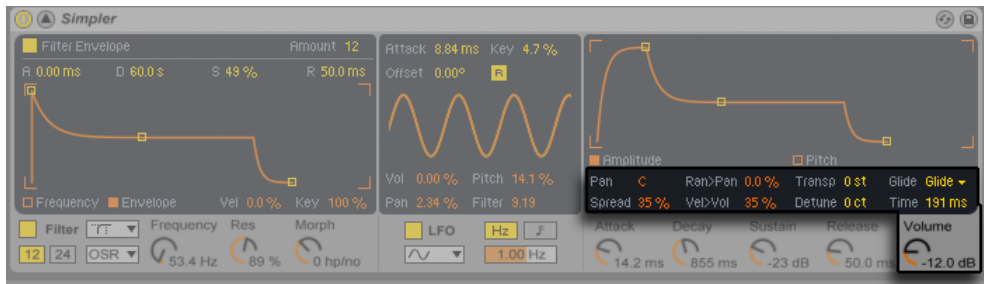 Simpler
Filter Envelope Amount 12
A 0.00 ms D 60.0 s S 49 % R 50.0 ms
Frequency Envelope Vel 0.0 % Key 100 %
Filter Frequency Res Morph
12 24 OSR 53.4 Hz 89 % 0 hp/no
Attack 8.84 ms Key 4.7 %
Offset 0.00° R
Vol 0.00 % Pitch 14.1 %
Pan 2.34 % Filter 9.19
LFO Hz
1.00 Hz
Amplitude Pitch
Pan C Ran>Pan 0.0 % Transp 0 st Glide Glide
Spread 35 % Vel>Vol 35 % Detune 0 ct Time 191 ms
Attack Decay Sustain Release Volume
14.2 ms 855 ms -23 dB 50.0 ms -12.0 dB